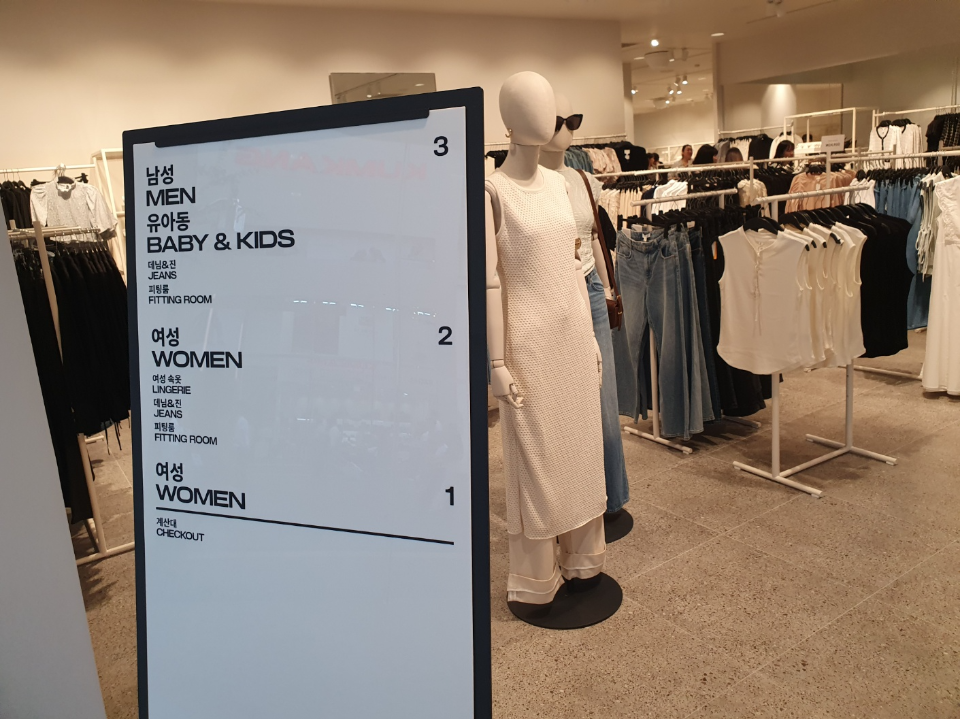 3
남성
MEN
유아동
BABY & KIDS
데님&진
JEANS
피팅룸
FITTING ROOM
여성 2
WOMEN
여성 속옷
LINGERIE
데님&진
JEANS
피팅룸
FITTING ROOM
여성
WOMEN 1
계산대
CHECKOUT